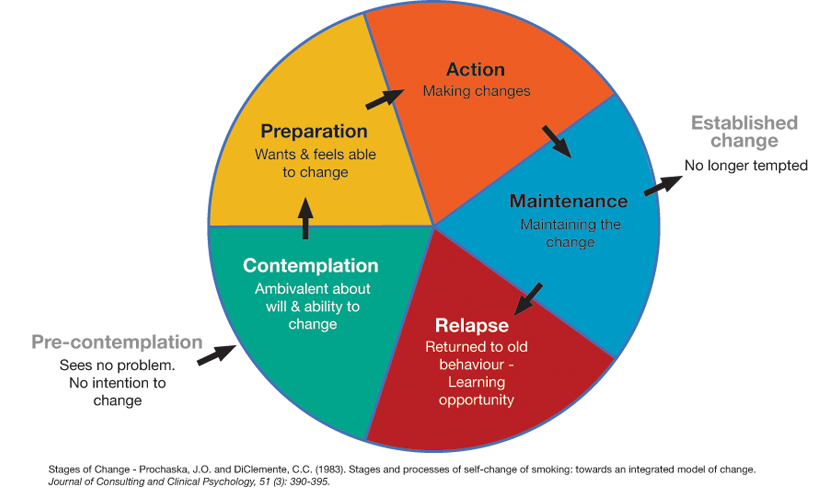 Action
Making changes
Preparation
Wants & feels able
to change
Established
change
No longer tempted
Maintenance
Maintaining the
change
Contemplation
Ambivalent about
will & ability to
change
Relapse
Returned to old
behaviour -
Learning
opportunity
Pre-contemplation
Sees no problem.
No intention to
change
Stages of Change - Prochaska, J.O. and DiClemente, C.C. (1983). Stages and processes of self-change of smoking: towards an integrated model of change.
Journal of Consulting and Clinical Psychology, 51 (3): 390-395.